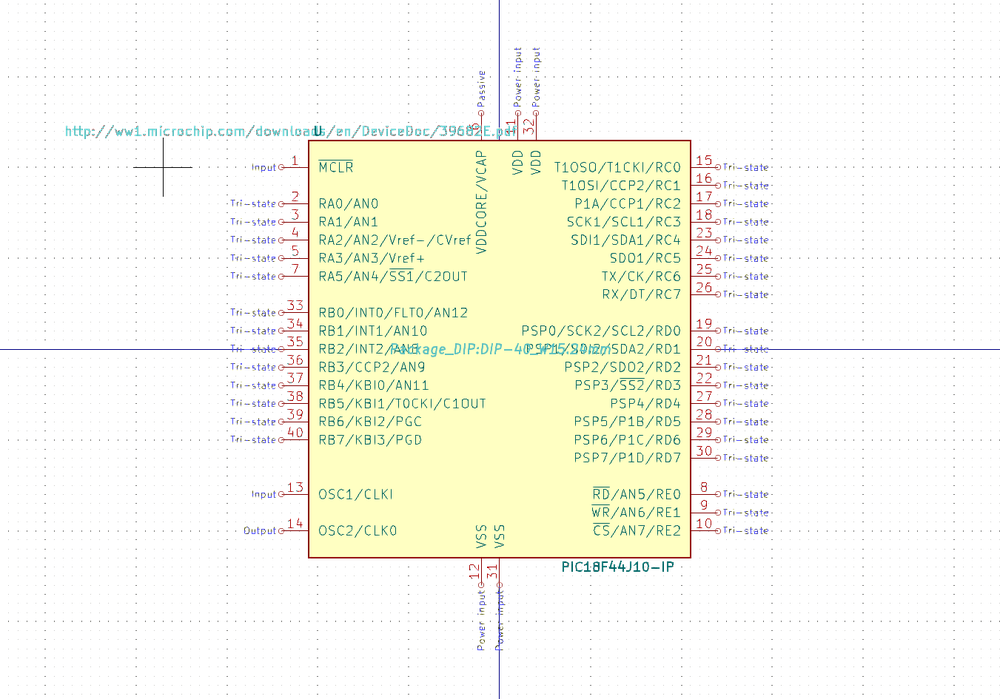 Passive
Power input
Power input
http://ww1.microchip.com/downloads/en/DeviceDoc/39682E.pdf
U
6
32
VDDCORE/VCAP
VDD
VDD
Input 1 MCLR
T1OSO/T1CKI/RC0 15 Tri-state
T1OSI/CCP2/RC1 16 Tri-state
Tri-state 2 RA0/AN0
P1A/CCP1/RC2 17 Tri-state
Tri-state 3 RA1/AN1
SCK1/SCL1/RC3 18 Tri-state
Tri-state 4 RA2/AN2/Vref-/CVref
SDI1/SDA1/RC4 23 Tri-state
Tri-state 5 RA3/AN3/Vref+
SDO1/RC5 24 Tri-state
Tri-state 7 RA5/AN4/SS1/C2OUT
TX/CK/RC6 25 Tri-state
RX/DT/RC7 26 Tri-state
Tri-state 33 RB0/INT0/FLT0/AN12
Tri-state 34 RB1/INT1/AN10
PSP0/SCK2/SCL2/RD0 19 Tri-state
Tri-state 35 RB2/INT2/AN8
PSP1/SDI2/SDA2/RD1 20 Tri-state
Tri-state 36 RB3/CCP2/AN9
PSP2/SDO2/RD2 21 Tri-state
Tri-state 37 RB4/KBI0/AN11
PSP3/SS2/RD3 22 Tri-state
Tri-state 38 RB5/KBI1/T0CKI/C1OUT
PSP4/RD4 27 Tri-state
Tri-state 39 RB6/KBI2/PGC
PSP5/P1B/RD5 28 Tri-state
Tri-state 40 RB7/KBI3/PGD
PSP6/P1C/RD6 29 Tri-state
PSP7/P1D/RD7 30 Tri-state
Input 13 OSC1/CLKI
RD/AN5/RE0 8 Tri-state
WR/AN6/RE1 9 Tri-state
Output 14 OSC2/CLKO
CS/AN7/RE2 10 Tri-state
VSS
VSS
PIC18F44J10-IP
12
31
Power input
Power input